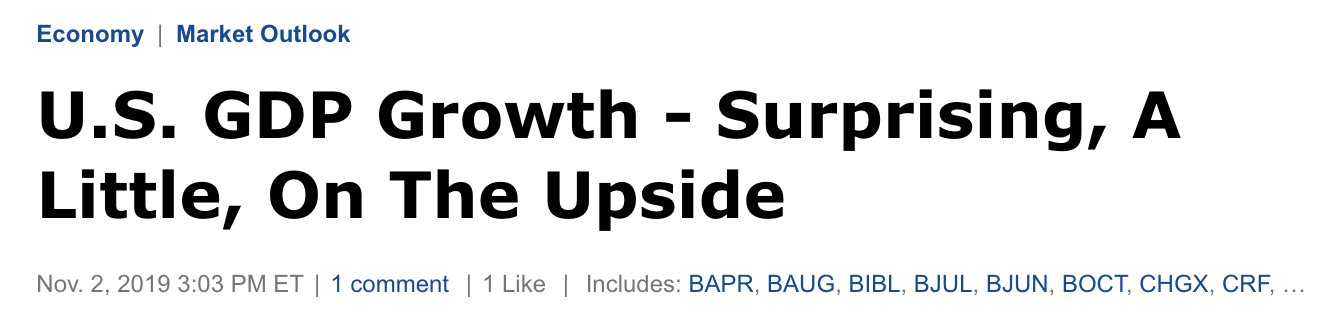 Economy | Market Outlook
U.S. GDP Growth - Surprising, A
Little, On The Upside
Nov. 2, 2019 3:03 PM ET | 1 comment | 1 Like | Includes: BAPR, BAUG, BIBL, BJUL, BJUN, BOCT, CHGX, CRF, …